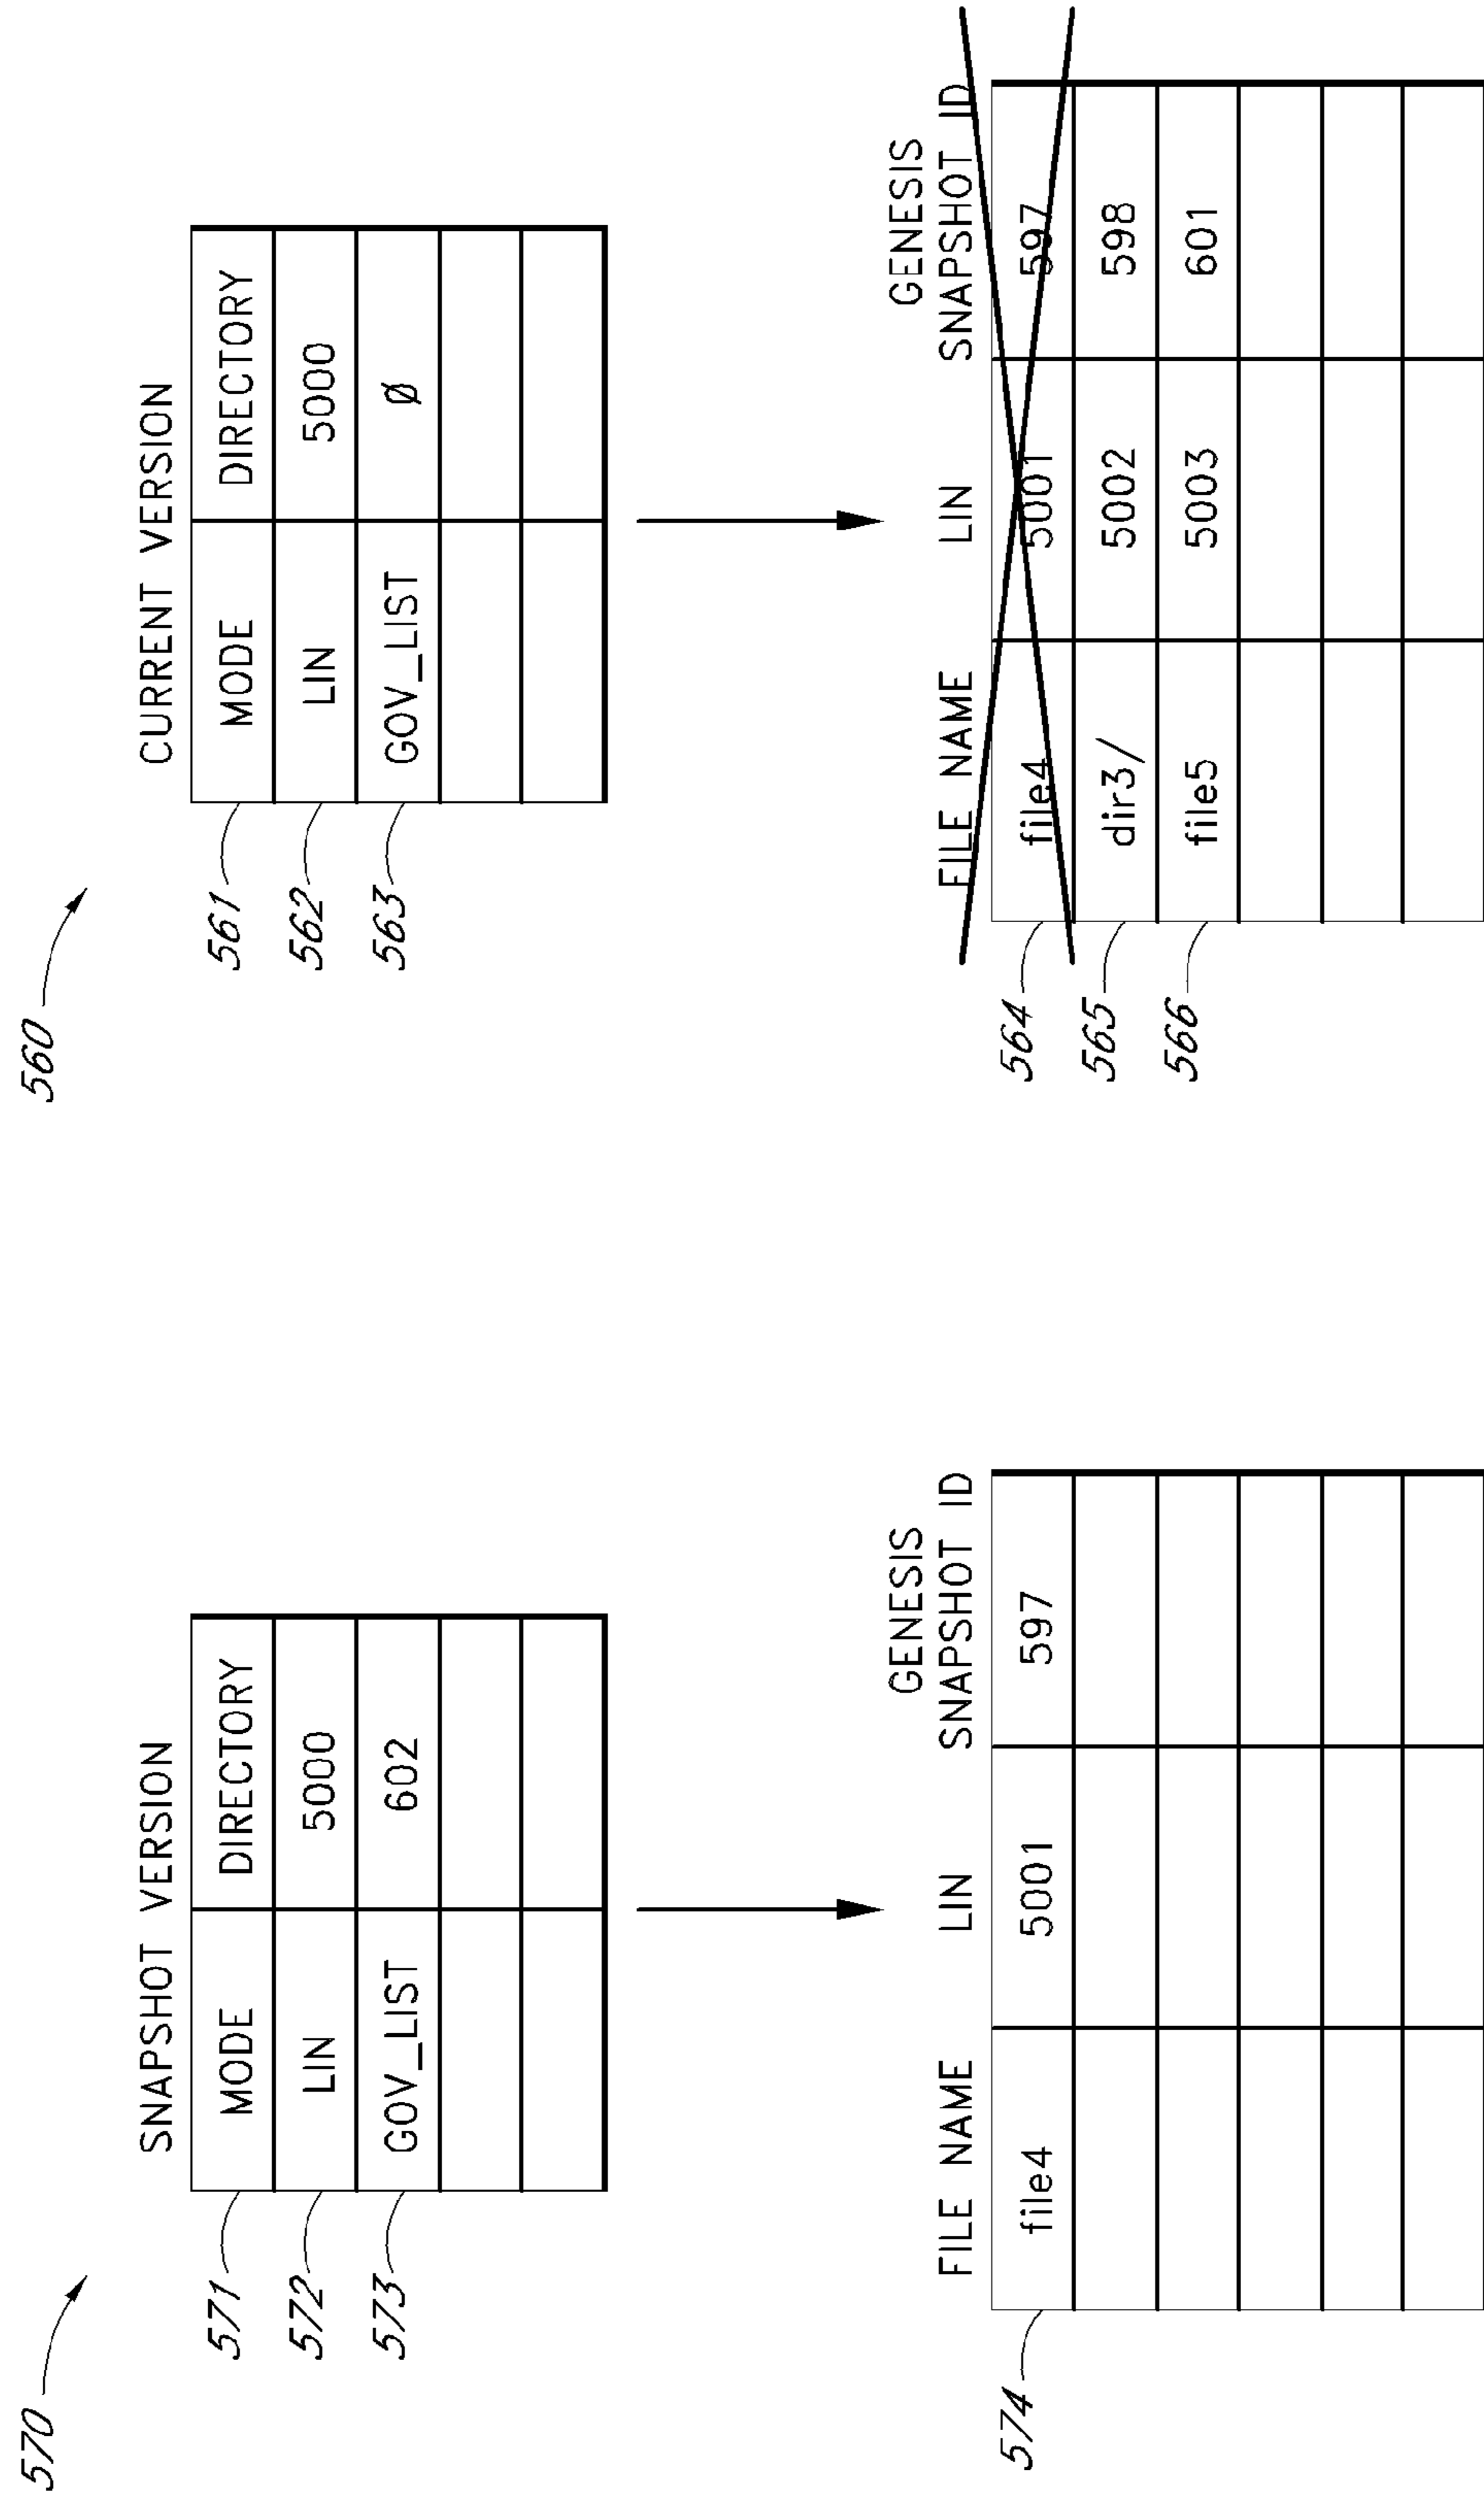 570
SNAPSHOT VERSION
571 MODE DIRECTORY
572 LIN 5000
573 GOV_LIST 602
GENESIS
FILE NAME LIN SNAPSHOT ID
574 file4 5001 597
560
CURRENT VERSION
561 MODE DIRECTORY
562 LIN 5000
563 GOV_LIST Ø
GENESIS
FILE NAME LIN SNAPSHOT ID
564 file4 5001 597
565 dir3/ 5002 598
566 file5 5003 601